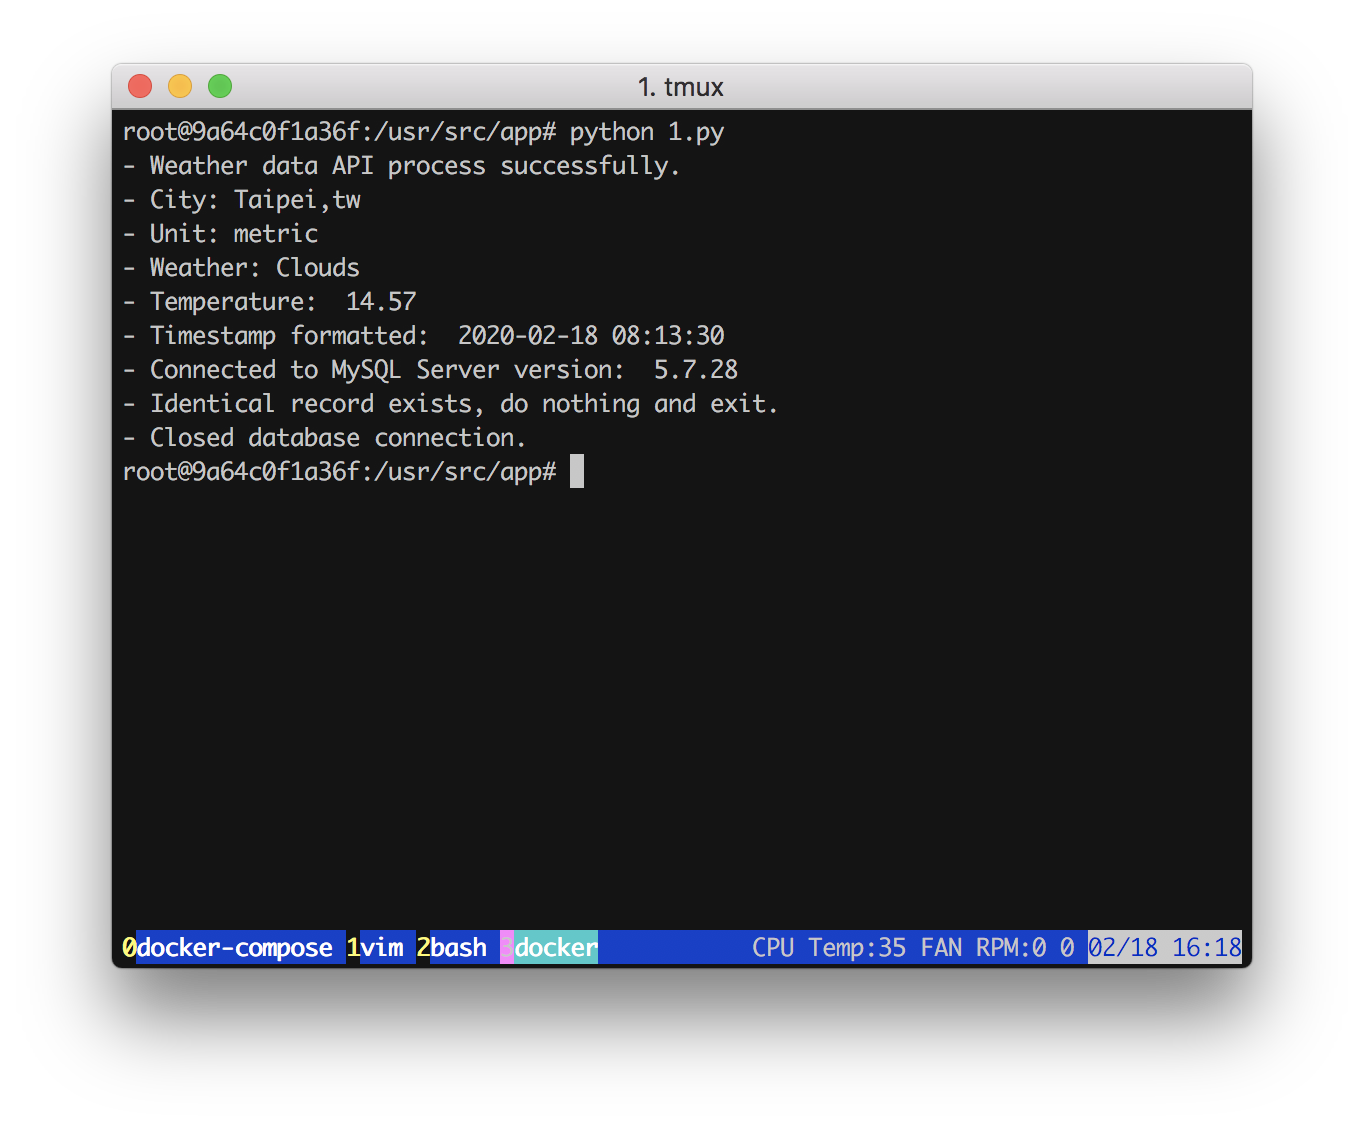 1. tmux
root@9a64c0f1a36f:/usr/src/app# python 1.py
- Weather data API process successfully.
- City: Taipei,tw
- Unit: metric
- Weather: Clouds
- Temperature:  14.57
- Timestamp formatted:  2020-02-18 08:13:30
- Connected to MySQL Server version:  5.7.28
- Identical record exists, do nothing and exit.
- Closed database connection.
root@9a64c0f1a36f:/usr/src/app#
0docker-compose 1vim 2bash 3docker CPU Temp:35 FAN RPM:0 0 02/18 16:18